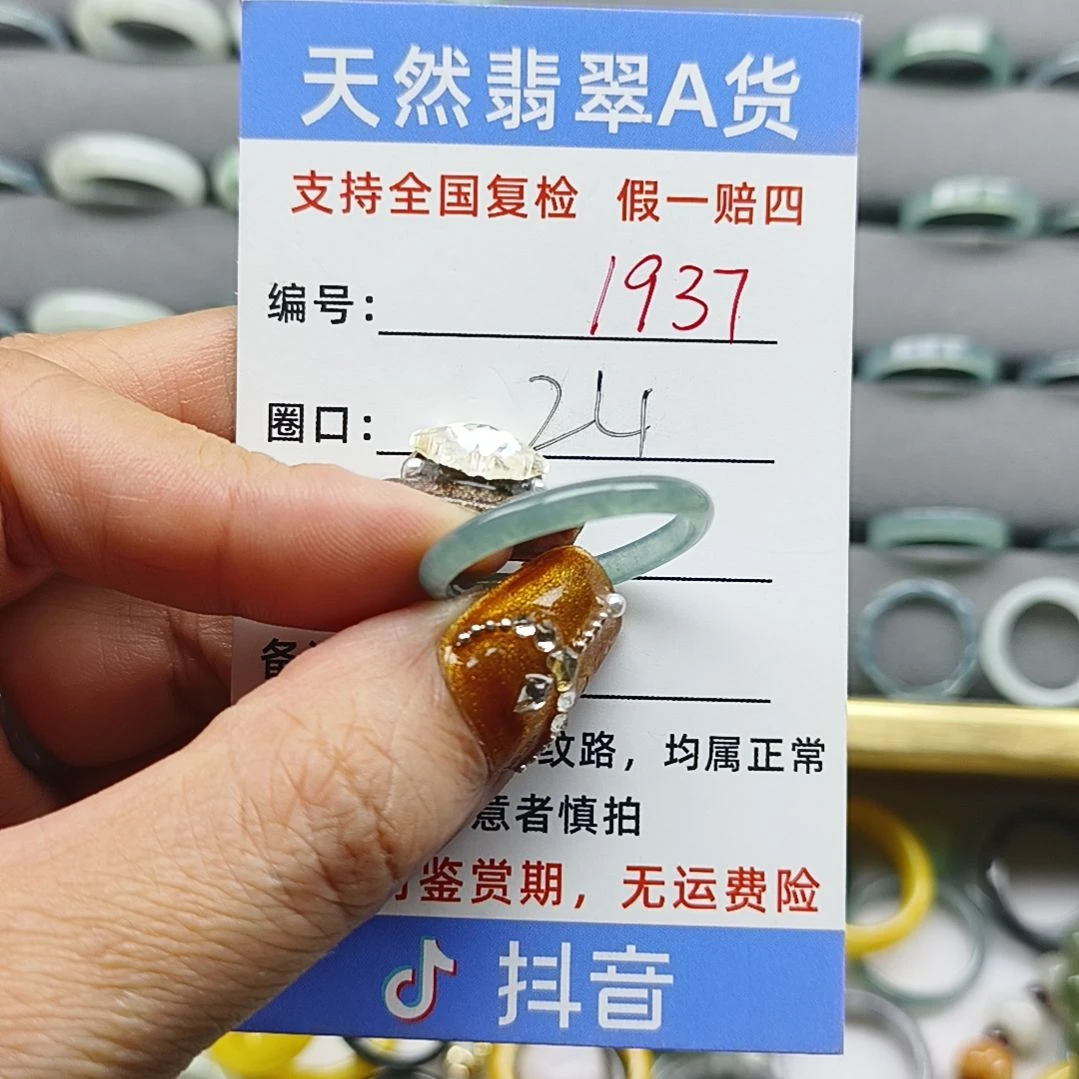 天然翡翠A货
支持全国复检 假一赔四
编号： 1937
圈口： 24
备
纹路，均属正常
意者慎拍
鉴赏期，无运费险
抖音